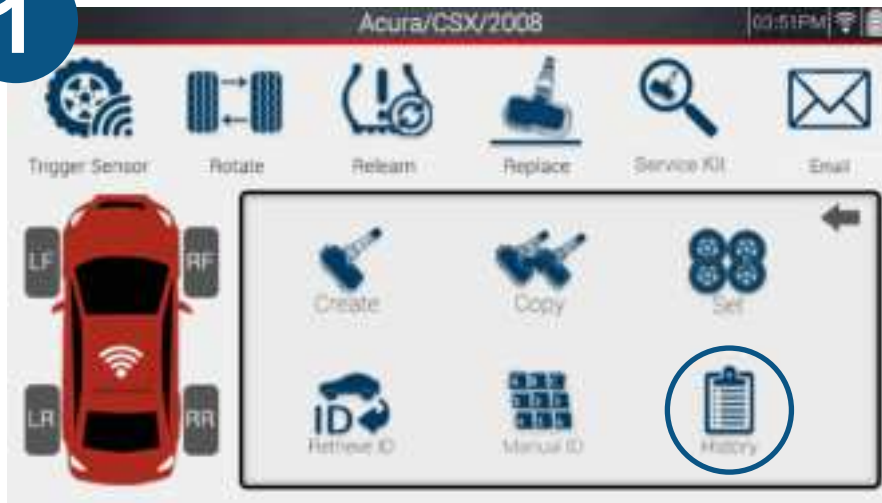 1
Acura/CSX/2008 03:51PM
Trigger Sensor Rotate Relearn Replace Service Kit Email
LF RF
Create Copy Set
LR RR
ID
Retrieve ID Manual ID History